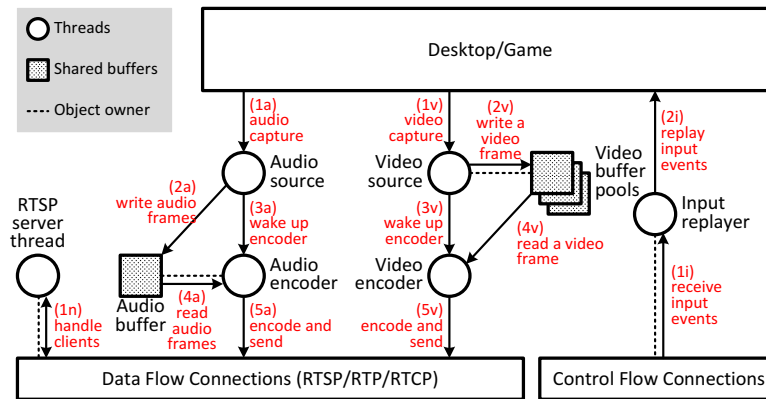 Threads
Shared buffers
Object owner
Desktop/Game
(1a)
audio
capture
(1v)
video
capture
(2v)
write a
video
frame
(2i)
replay
input
events
Audio
source
Video
source
Video
buffer
pools
(2a)
write audio
frames
RTSP
server
thread
(3a)
wake up
encoder
(3v)
wake up
encoder
(4v)
read a video
frame
Input
replayer
Audio
encoder
Video
encoder
(1i)
receive
input
events
Audio
buffer
(1n)
handle
clients
(4a)
read
audio
frames
(5a)
encode and
send
(5v)
encode and
send
Data Flow Connections (RTSP/RTP/RTCP)
Control Flow Connections